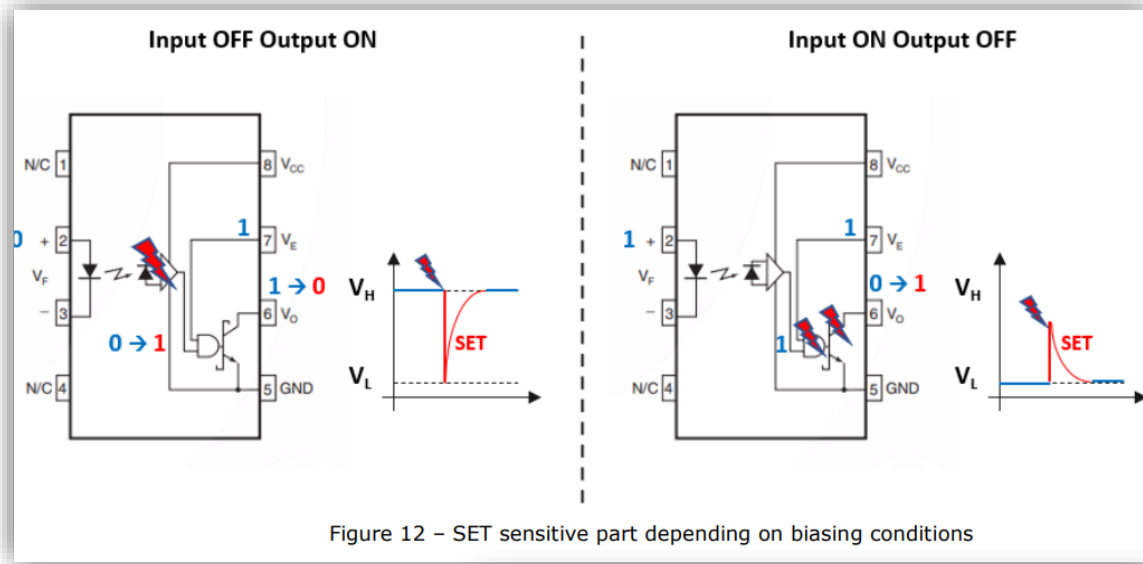 Input OFF Output ON
N/C 1
8 VCC
0 + 2
1
7 VE
VF
1 → 0
− 3
6 VO
0 → 1
N/C 4
5 GND
VH
SET
VL
Input ON Output OFF
N/C 1
8 VCC
1 + 2
1
7 VE
VF
0 → 1
− 3
6 VO
1
N/C 4
5 GND
VH
SET
VL
Figure 12 – SET sensitive part depending on biasing conditions